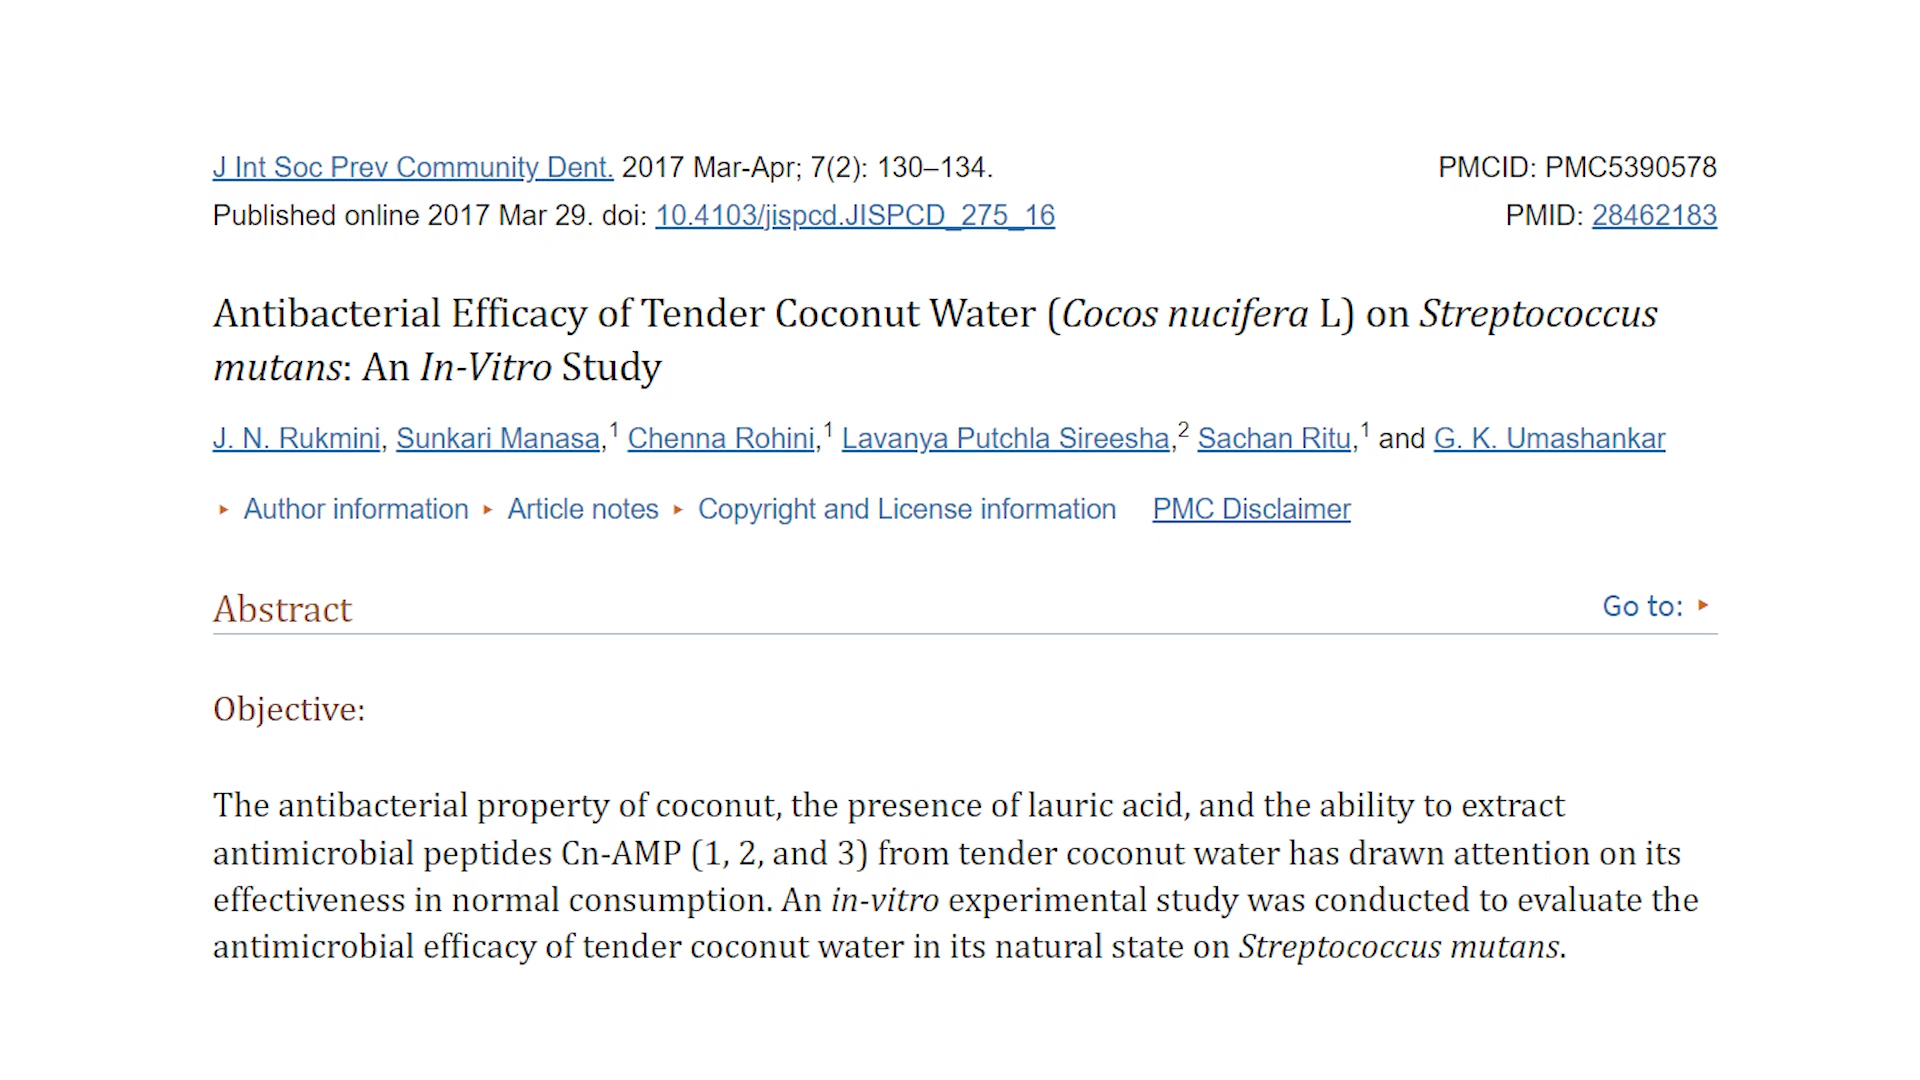 J Int Soc Prev Community Dent. 2017 Mar-Apr; 7(2): 130–134.
PMCID: PMC5390578
Published online 2017 Mar 29. doi: 10.4103/jispcd.JISPCD_275_16
PMID: 28462183
Antibacterial Efficacy of Tender Coconut Water (Cocos nucifera L) on Streptococcus
mutans: An In-Vitro Study
J. N. Rukmini, Sunkari Manasa,1 Chenna Rohini,1 Lavanya Putchla Sireesha,2 Sachan Ritu,1 and G. K. Umashankar
▸ Author information ▸ Article notes ▸ Copyright and License information PMC Disclaimer
Abstract
Go to: ▸
Objective:
The antibacterial property of coconut, the presence of lauric acid, and the ability to extract
antimicrobial peptides Cn-AMP (1, 2, and 3) from tender coconut water has drawn attention on its
effectiveness in normal consumption. An in-vitro experimental study was conducted to evaluate the
antimicrobial efficacy of tender coconut water in its natural state on Streptococcus mutans.